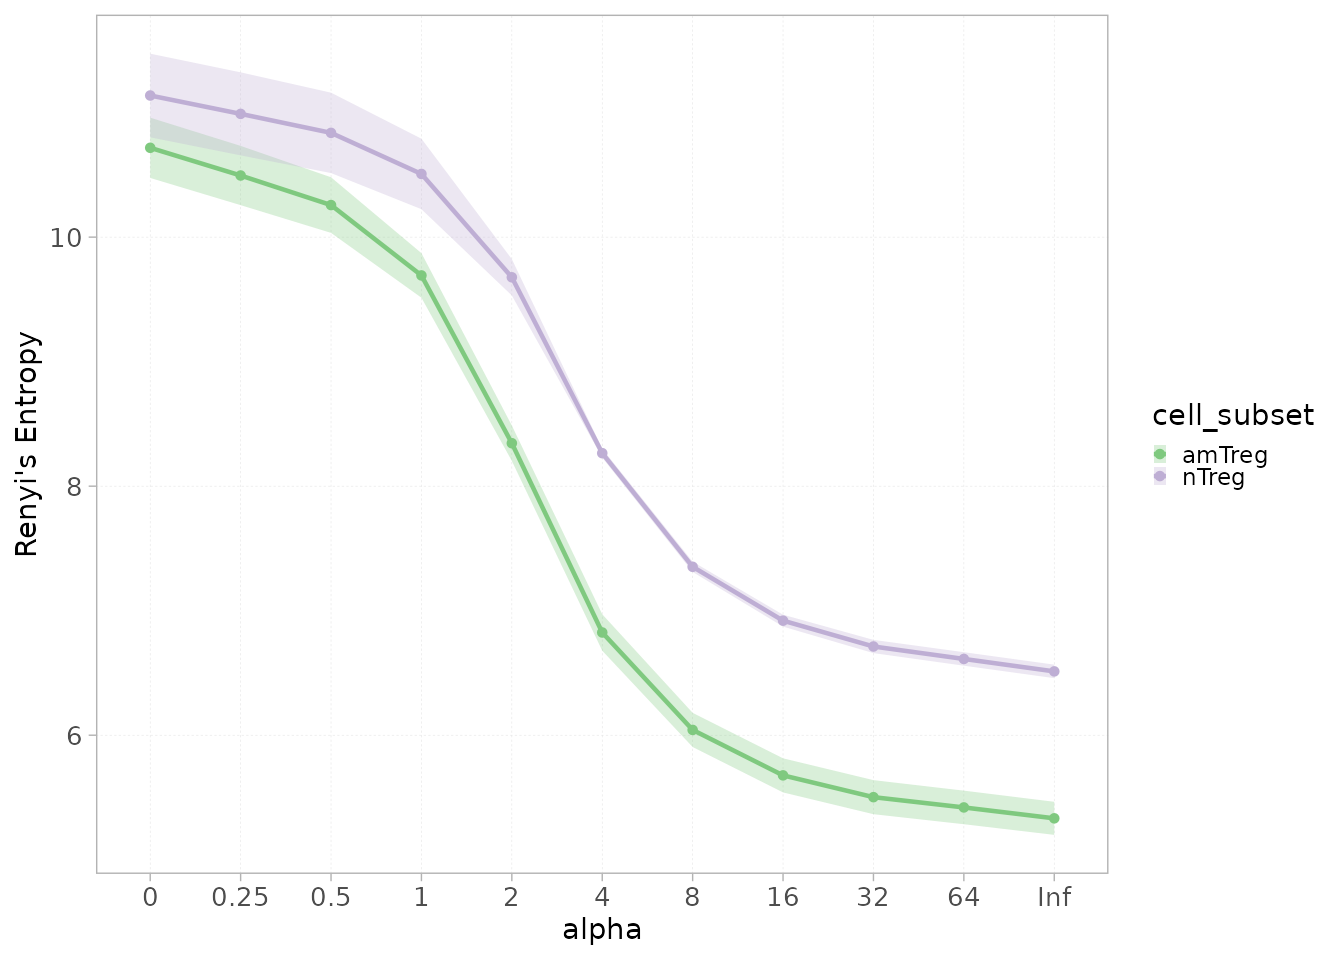 10
8
6
Renyi's Entropy
0 0.25 0.5 1 2 4 8 16 32 64 Inf
alpha
cell_subset
amTreg
nTreg